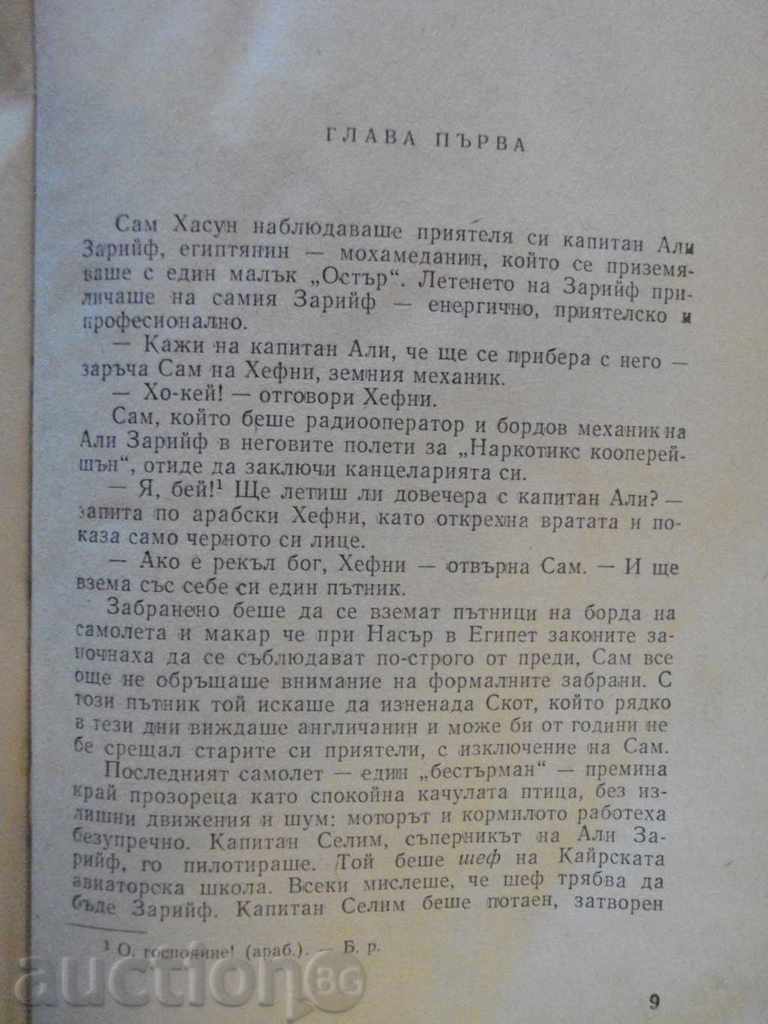 ГЛАВА ПЪРВА
Сам Хасун наблюдаваше приятеля си капитан Али
Зарийф, египтянин — мохамеданин, който се приземя-
ваше с един малък „Остър“. Летенето на Зарийф при-
личаше на самия Зарийф — енергично, приятелско и
професионално.
— Кажи на капитан Али, че ще се прибера с него —
заръча Сам на Хефни, земния механик.
— Хо-кей! — отговори Хефни.
Сам, който беше радиооператор и бордов механик на
Али Зарийф в неговите полети за „Наркотикс кооперей-
шън“, отиде да заключи канцеларията си.
— Я, бей!¹ Ще летиш ли довечера с капитан Али? —
запита по арабски Хефни, като открехна вратата и по-
каза само черното си лице.
— Ако е рекъл бог, Хефни — отвърна Сам. — И ще
взема със себе си един пътник.
Забранено беше да се вземат пътници на борда на
самолета и макар че при Насър в Египет законите за-
почнаха да се съблюдават по-строго от преди, Сам все
още не обръщаше внимание на формалните забрани. С
този пътник той искаше да изненада Скот, който рядко
в тези дни виждаше англичанин и може би от години не
бе срещал старите си приятели, с изключение на Сам.
Последният самолет — един „бестърман“ — премина
край прозореца като спокойна качулата птица, без из-
лишни движения и шум: моторът и кормилото работеха
безупречно. Капитан Селим, съперникът на Али За-
рийф, го пилотираше. Той беше шеф на Кайрската
авиаторска школа. Всеки мислеше, че шеф трябва да
бъде Зарийф. Капитан Селим беше потаен, затворен
¹ О, господине! (араб.). — Б. р.
9
auction BG